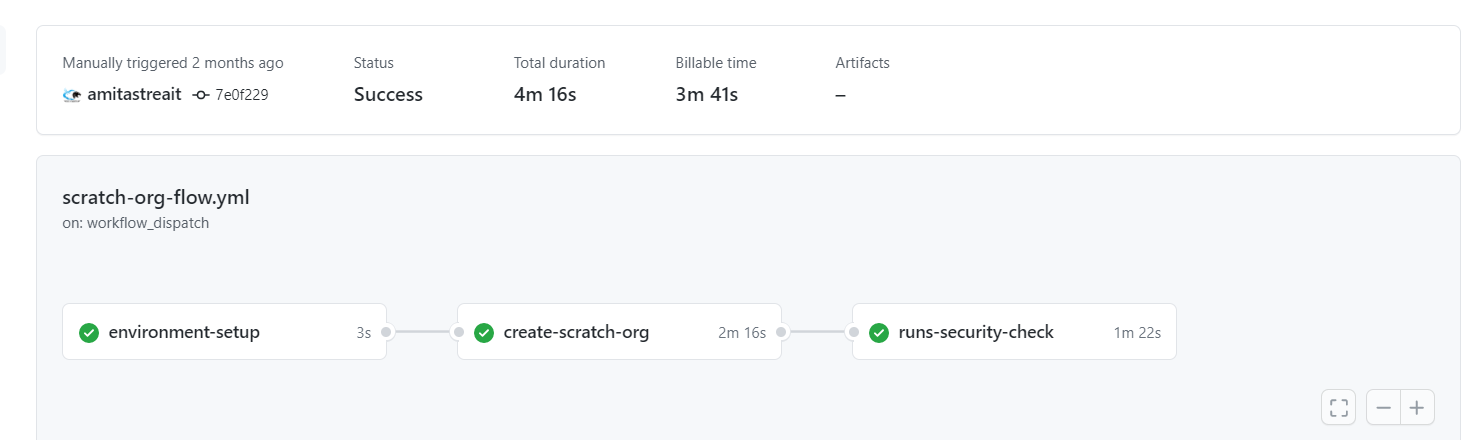 Manually triggered 2 months ago
amitastreait 7e0f229
Status
Success
Total duration
4m 16s
Billable time
3m 41s
Artifacts
–
scratch-org-flow.yml
on: workflow_dispatch
environment-setup 3s
create-scratch-org 2m 16s
runs-security-check 1m 22s